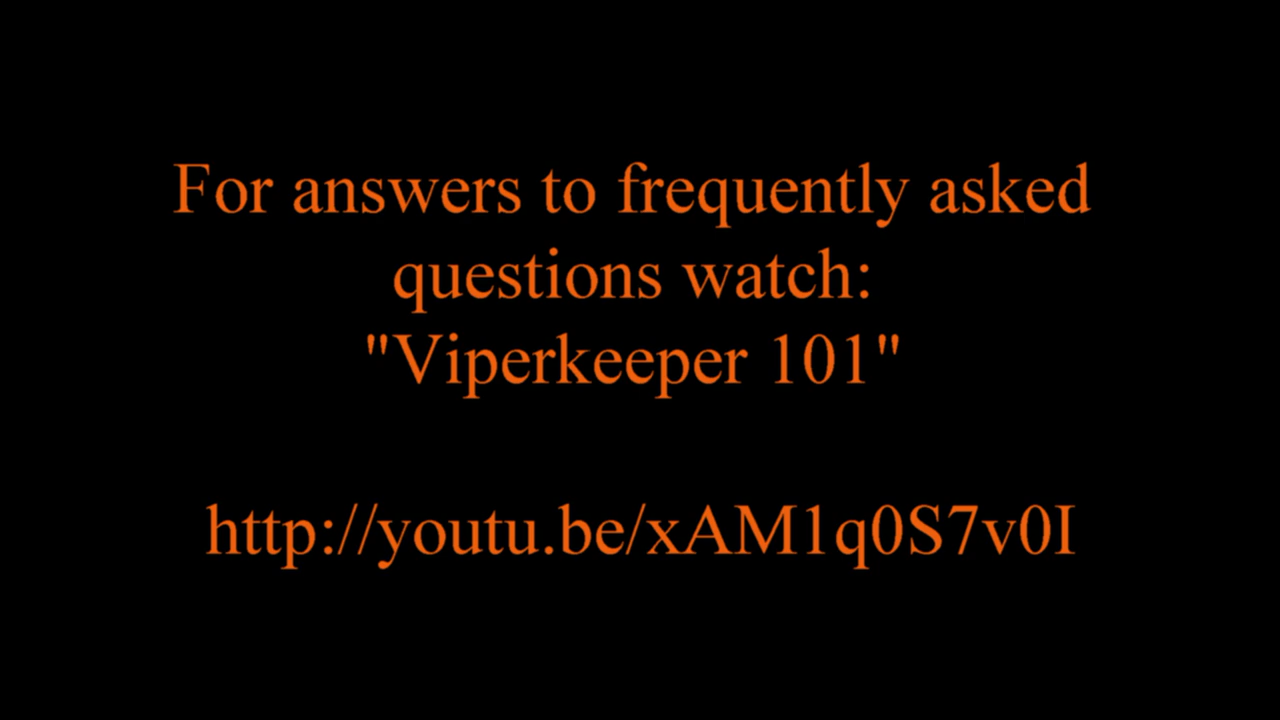 For answers to frequently asked
questions watch:
"Viperkeeper 101"
http://youtu.be/xAM1q0S7v0I